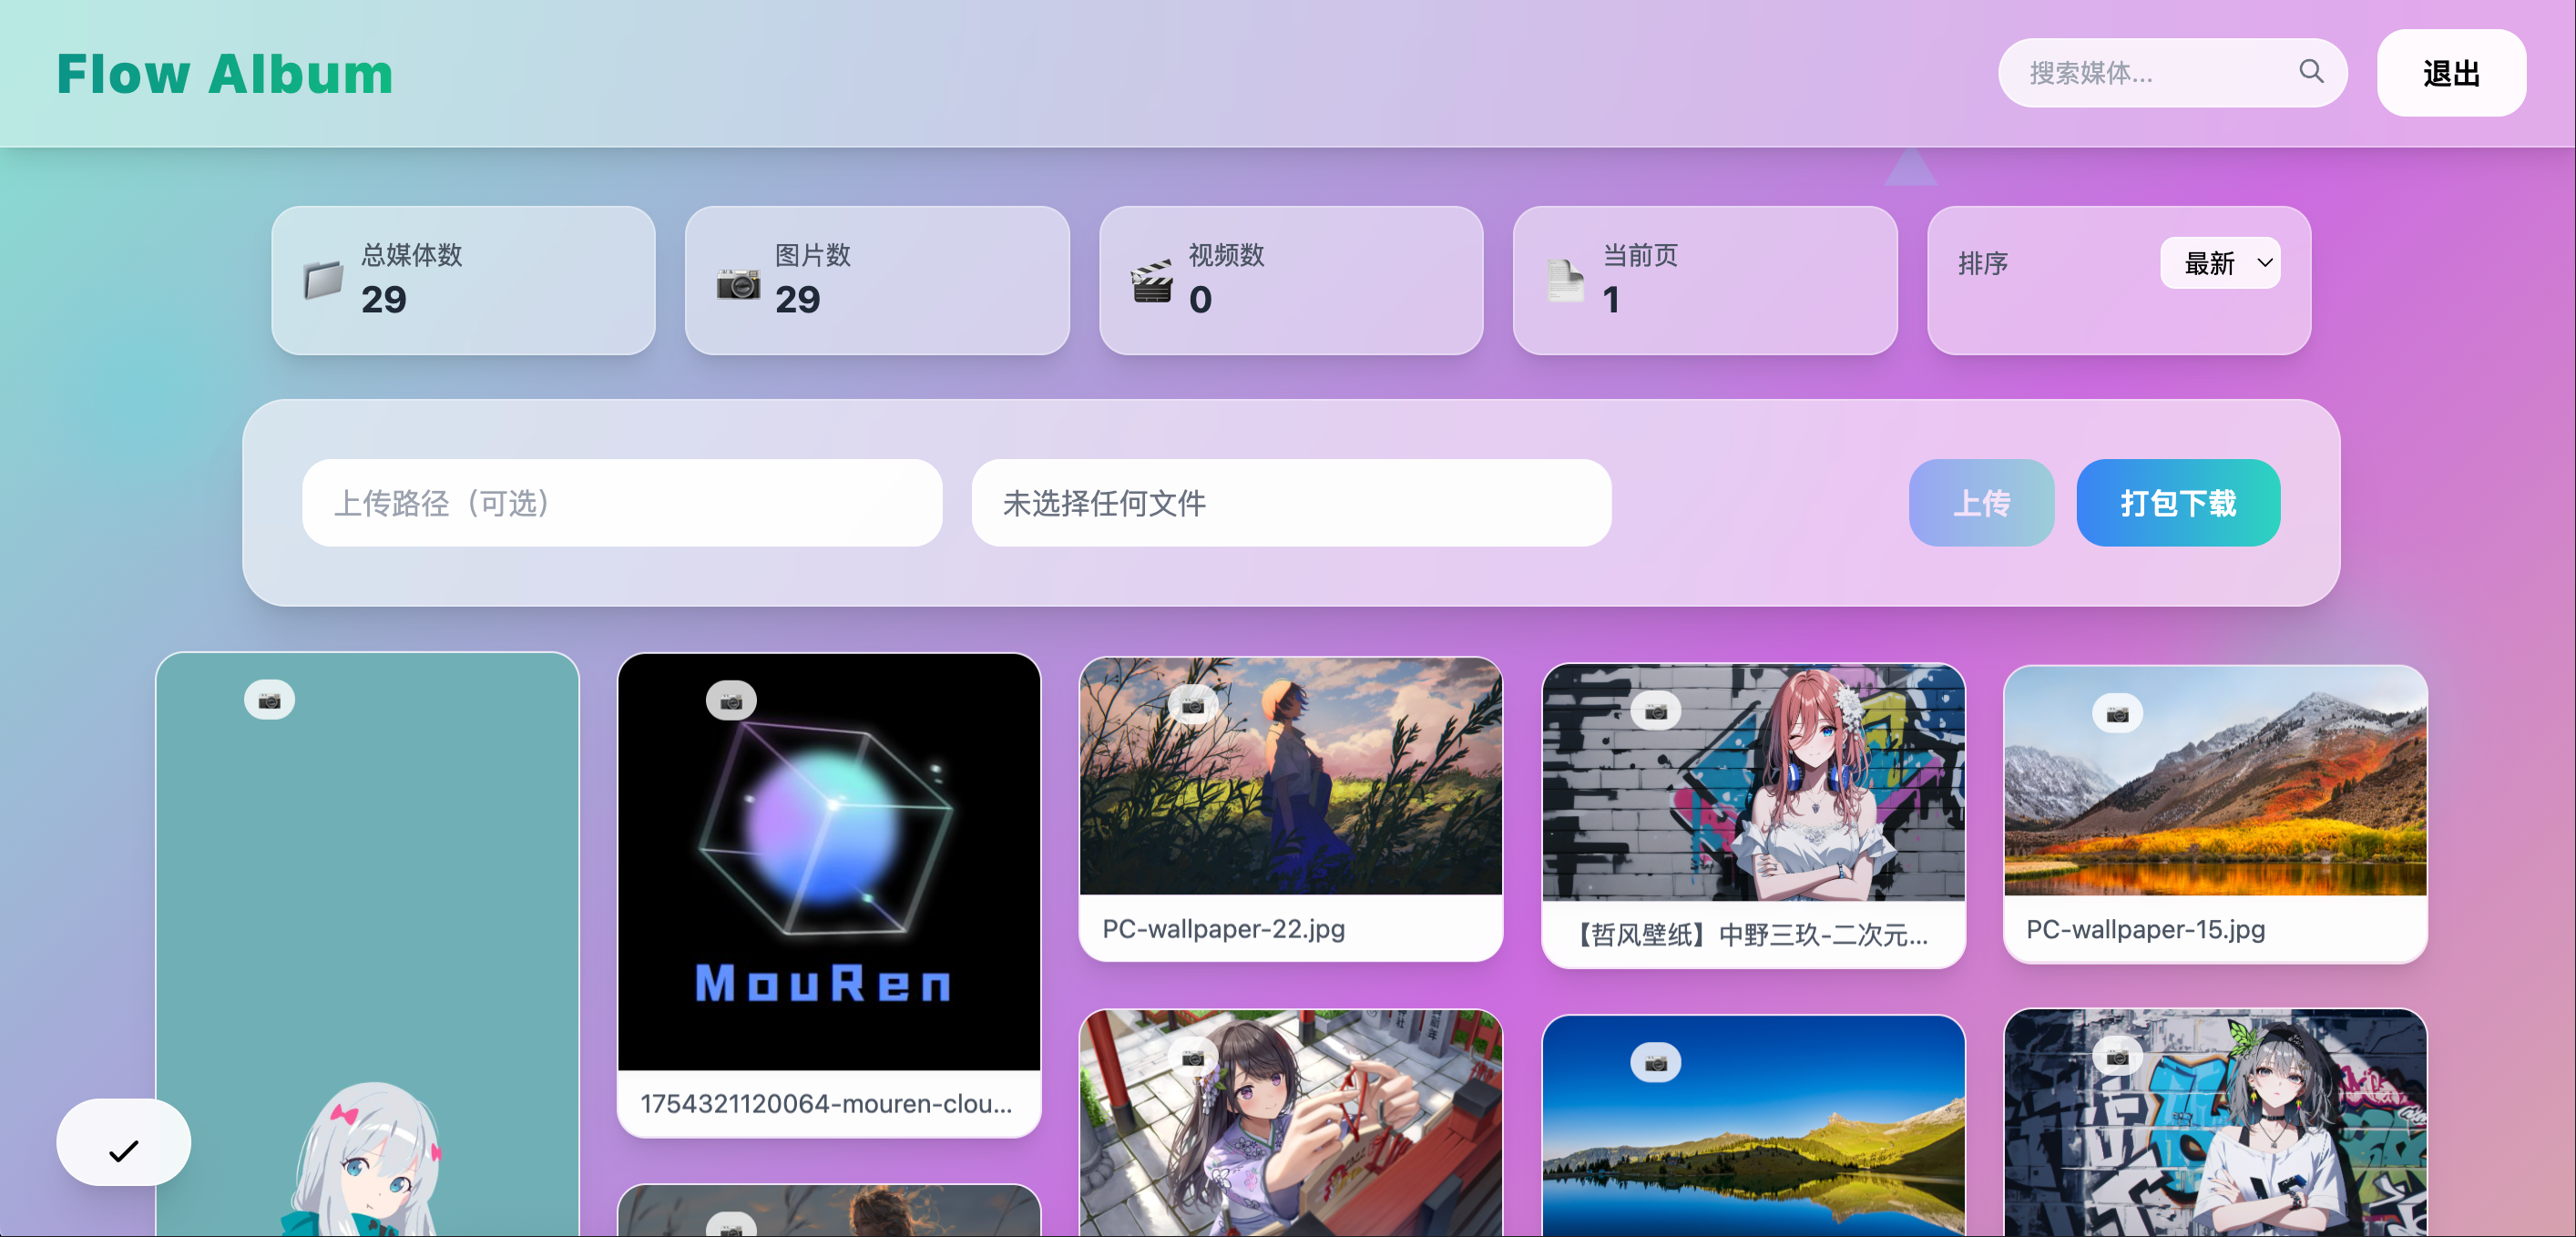 Flow Album
搜索媒体...
退出
总媒体数
29
图片数
29
视频数
0
当前页
1
排序
最新
上传路径（可选）
未选择任何文件
上传
打包下载
MouRen
1754321120064-mouren-clou...
PC-wallpaper-22.jpg
【哲风壁纸】中野三玖-二次元...
PC-wallpaper-15.jpg